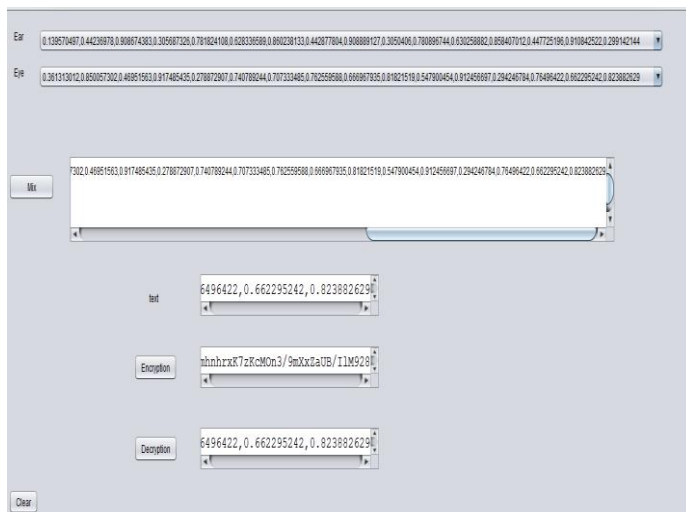 Ear 0.139570497,0.44236978,0.908674383,0.305687326,0.781824108,0.628336589,0.860238133,0.442877804,0.908889127,0.3050406,0.780896744,0.630258882,0.858407012,0.447725196,0.910842522,0.299142144
Eye 0.361313012,0.850057302,0.46951563,0.917485435,0.278872907,0.740789244,0.707333485,0.762559588,0.666967935,0.81821519,0.547900454,0.912456697,0.294246784,0.76496422,0.662295242,0.823882629
Mix 7302,0.46951563,0.917485435,0.278872907,0.740789244,0.707333485,0.762559588,0.666967935,0.81821519,0.547900454,0.912456697,0.294246784,0.76496422,0.662295242,0.823882629
text 6496422,0.662295242,0.823882629
Encryption mhnhrxK7zKcMOn3/9mXxZaUB/IlM928
Decryption 6496422,0.662295242,0.823882629
Clear